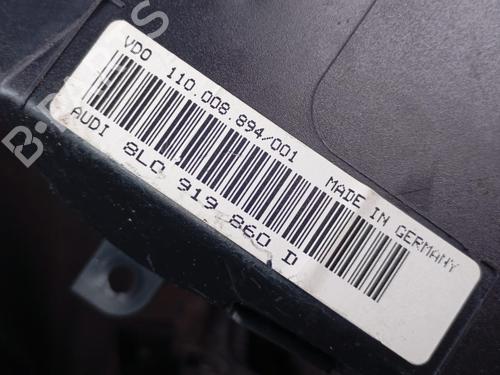 VDO 110.008.894/001 MADE IN GERMANY
AUDI 8L0 919 860 D